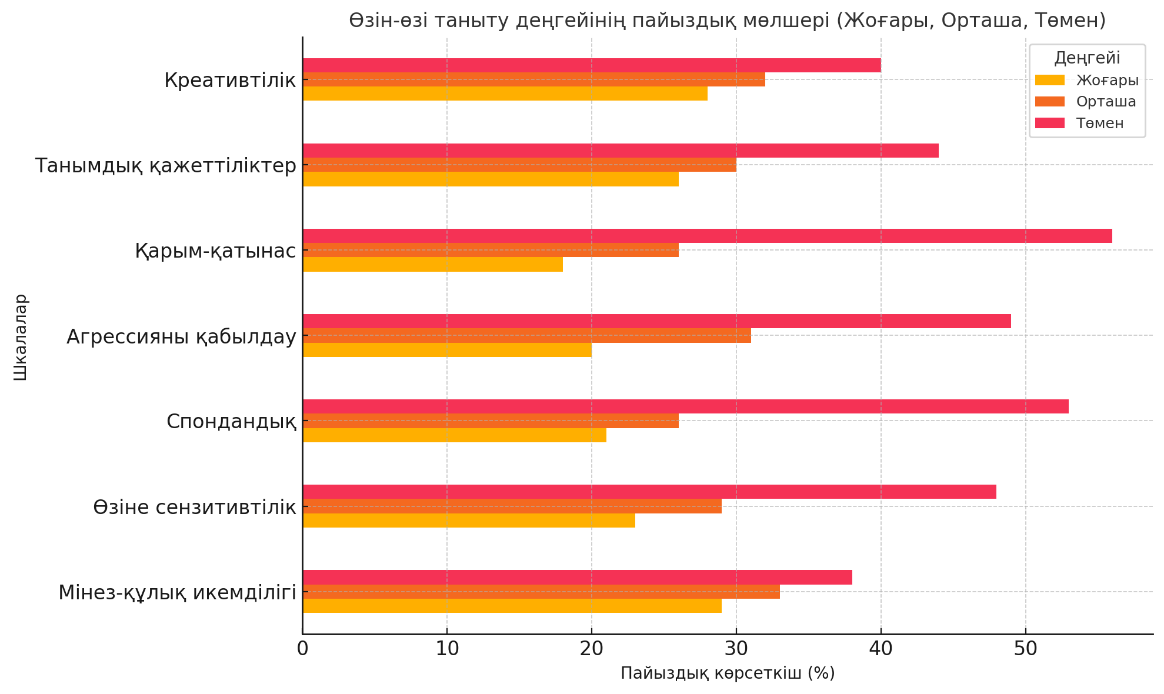 Өзін-өзі таныту деңгейінің пайыздық мөлшері (Жоғары, Орташа, Төмен)
Деңгейі
Жоғары
Орташа
Төмен
Шкалалар
Креативтілік
Танымдық қажеттіліктер
Қарым-қатынас
Агрессияны қабылдау
Спондандық
Өзіне сензитивтілік
Мінез-құлық икемділігі
0 10 20 30 40 50
Пайыздық көрсеткіш (%)